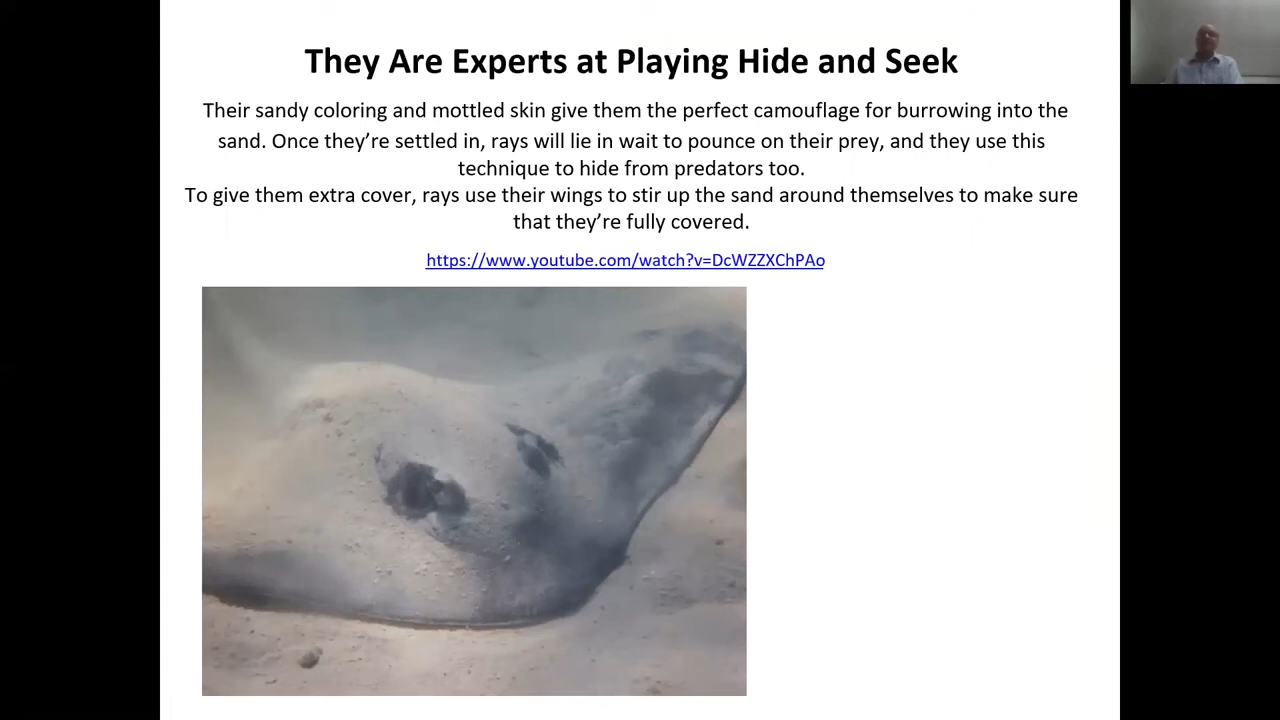 They Are Experts at Playing Hide and Seek
Their sandy coloring and mottled skin give them the perfect camouflage for burrowing into the
sand. Once they’re settled in, rays will lie in wait to pounce on their prey, and they use this
technique to hide from predators too.
To give them extra cover, rays use their wings to stir up the sand around themselves to make sure
that they’re fully covered.
https://www.youtube.com/watch?v=DcWZZXChPAo